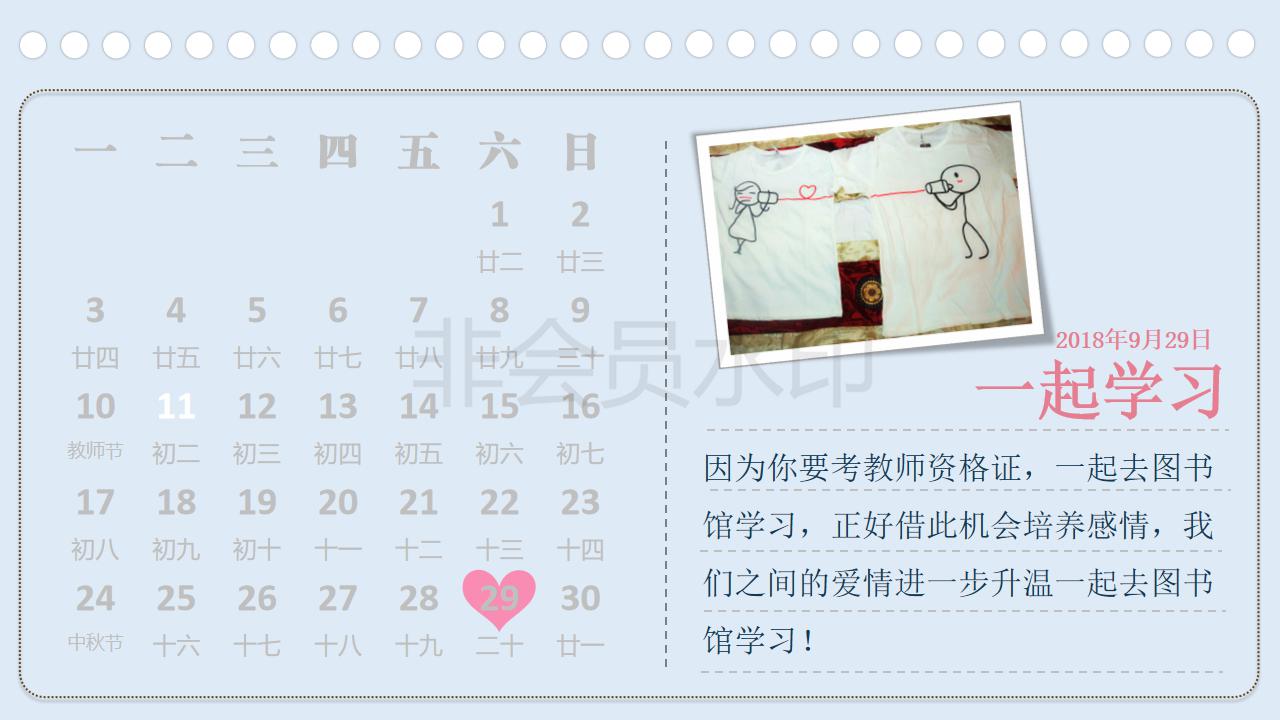 一 二 三 四 五 六 日
1 2
廿二 廿三
3 4 5 6 7 8 9
廿四 廿五 廿六 廿七 廿八 廿九 三十
10 11 12 13 14 15 16
教师节 初二 初三 初四 初五 初六 初七
17 18 19 20 21 22 23
初八 初九 初十 十一 十二 十三 十四
24 25 26 27 28 29 30
中秋节 十六 十七 十八 十九 二十 廿一
非会员水印
2018年9月29日
一起学习
因为你要考教师资格证，一起去图书
馆学习，正好借此机会培养感情，我
们之间的爱情进一步升温一起去图书
馆学习！